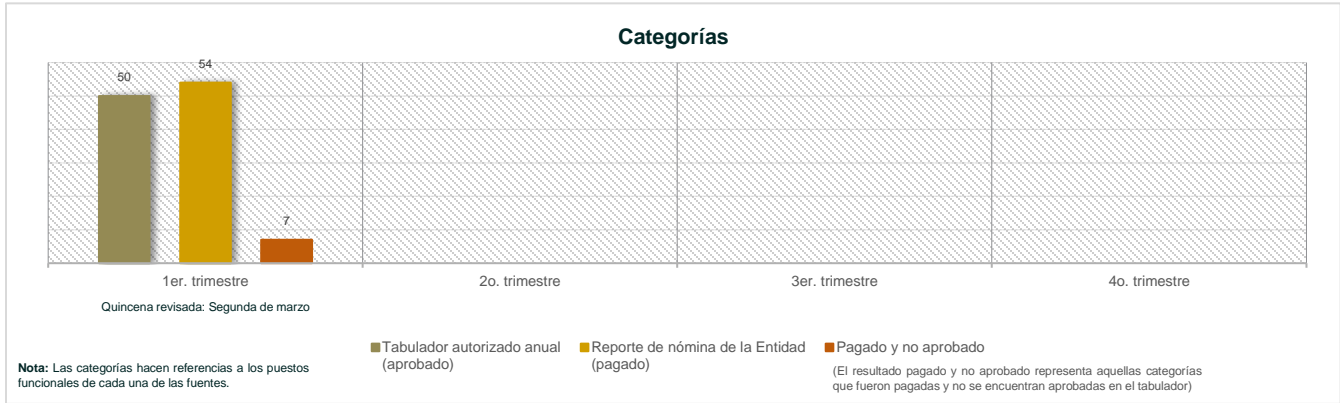 Categorías
50
54
7
1er. trimestre
2o. trimestre
3er. trimestre
4o. trimestre
Quincena revisada: Segunda de marzo
Tabulador autorizado anual
(aprobado)
Reporte de nómina de la Entidad
(pagado)
Pagado y no aprobado
(El resultado pagado y no aprobado representa aquellas categorías
que fueron pagadas y no se encuentran aprobadas en el tabulador)
Nota: Las categorías hacen referencias a los puestos
funcionales de cada una de las fuentes.